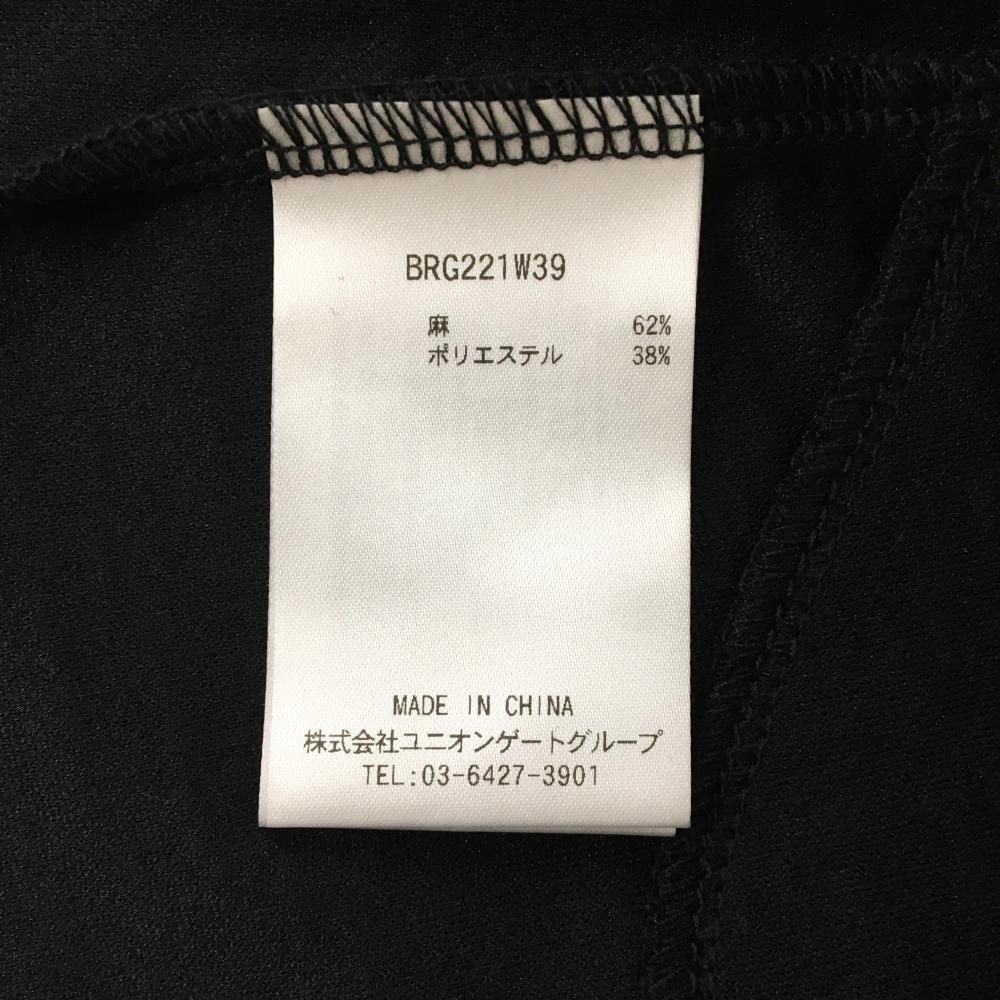 BRG221W39
麻 62%
ポリエステル 38%
MADE IN CHINA
株式会社ユニオンゲートグループ
TEL:03-6427-3901